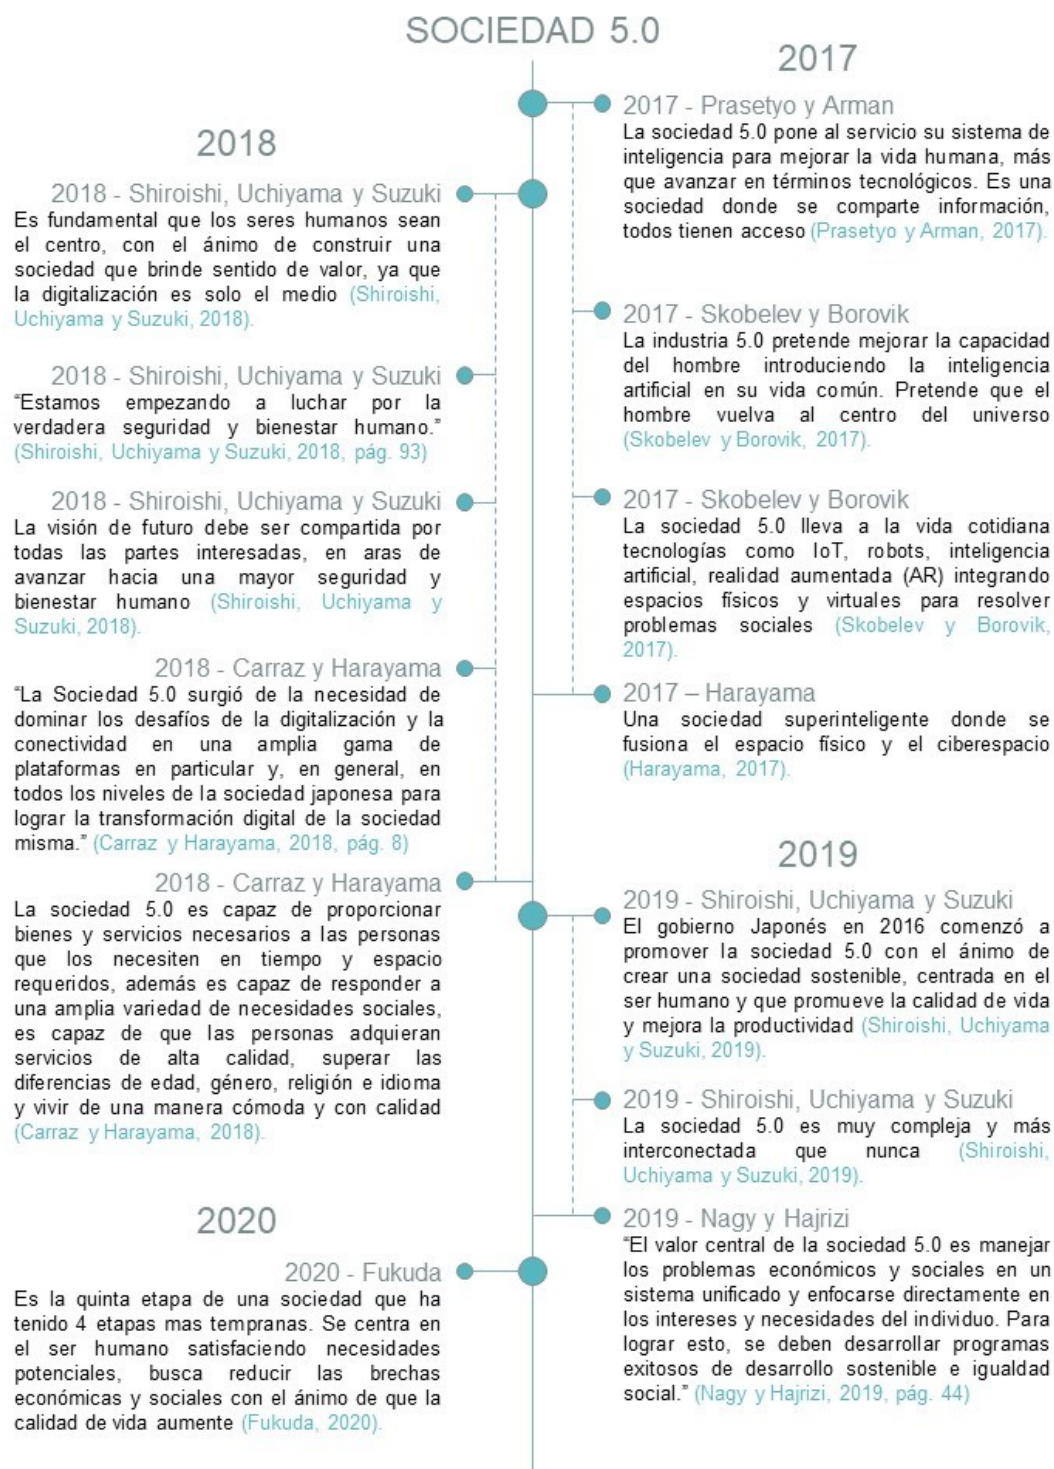 SOCIEDAD 5.0
2017
2017 - Prasetyo y Arman
La sociedad 5.0 pone al servicio su sistema de
inteligencia para mejorar la vida humana, más
que avanzar en términos tecnológicos. Es una
sociedad donde se comparte información,
todos tienen acceso (Prasetyo y Arman, 2017).
2017 - Skobelev y Borovik
La industria 5.0 pretende mejorar la capacidad
del hombre introduciendo la inteligencia
artificial en su vida común. Pretende que el
hombre vuelva al centro del universo
(Skobelev y Borovik, 2017).
2017 - Skobelev y Borovik
La sociedad 5.0 lleva a la vida cotidiana
tecnologías como IoT, robots, inteligencia
artificial, realidad aumentada (AR) integrando
espacios físicos y virtuales para resolver
problemas sociales (Skobelev y Borovik,
2017).
2017 – Harayama
Una sociedad superinteligente donde se
fusiona el espacio físico y el ciberespacio
(Harayama, 2017).
2018
2018 - Shiroishi, Uchiyama y Suzuki
Es fundamental que los seres humanos sean
el centro, con el ánimo de construir una
sociedad que brinde sentido de valor, ya que
la digitalización es solo el medio (Shiroishi,
Uchiyama y Suzuki, 2018).
2018 - Shiroishi, Uchiyama y Suzuki
“Estamos empezando a luchar por la
verdadera seguridad y bienestar humano.”
(Shiroishi, Uchiyama y Suzuki, 2018, pág. 93)
2018 - Shiroishi, Uchiyama y Suzuki
La visión de futuro debe ser compartida por
todas las partes interesadas, en aras de
avanzar hacia una mayor seguridad y
bienestar humano (Shiroishi, Uchiyama y
Suzuki, 2018).
2018 - Carraz y Harayama
“La Sociedad 5.0 surgió de la necesidad de
dominar los desafíos de la digitalización y la
conectividad en una amplia gama de
plataformas en particular y, en general, en
todos los niveles de la sociedad japonesa para
lograr la transformación digital de la sociedad
misma.” (Carraz y Harayama, 2018, pág. 8)
2018 - Carraz y Harayama
La sociedad 5.0 es capaz de proporcionar
bienes y servicios necesarios a las personas
que los necesiten en tiempo y espacio
requeridos, además es capaz de responder a
una amplia variedad de necesidades sociales,
es capaz de que las personas adquieran
servicios de alta calidad, superar las
diferencias de edad, género, religión e idioma
y vivir de una manera cómoda y con calidad
(Carraz y Harayama, 2018).
2019
2019 - Shiroishi, Uchiyama y Suzuki
El gobierno Japonés en 2016 comenzó a
promover la sociedad 5.0 con el ánimo de
crear una sociedad sostenible, centrada en el
ser humano y que promueve la calidad de vida
y mejora la productividad (Shiroishi, Uchiyama
y Suzuki, 2019).
2019 - Shiroishi, Uchiyama y Suzuki
La sociedad 5.0 es muy compleja y más
interconectada que nunca (Shiroishi,
Uchiyama y Suzuki, 2019).
2019 - Nagy y Hajrizi
“El valor central de la sociedad 5.0 es manejar
los problemas económicos y sociales en un
sistema unificado y enfocarse directamente en
los intereses y necesidades del individuo. Para
lograr esto, se deben desarrollar programas
exitosos de desarrollo sostenible e igualdad
social.” (Nagy y Hajrizi, 2019, pág. 44)
2020
2020 - Fukuda
Es la quinta etapa de una sociedad que ha
tenido 4 etapas mas tempranas. Se centra en
el ser humano satisfaciendo necesidades
potenciales, busca reducir las brechas
económicas y sociales con el ánimo de que la
calidad de vida aumente (Fukuda, 2020).